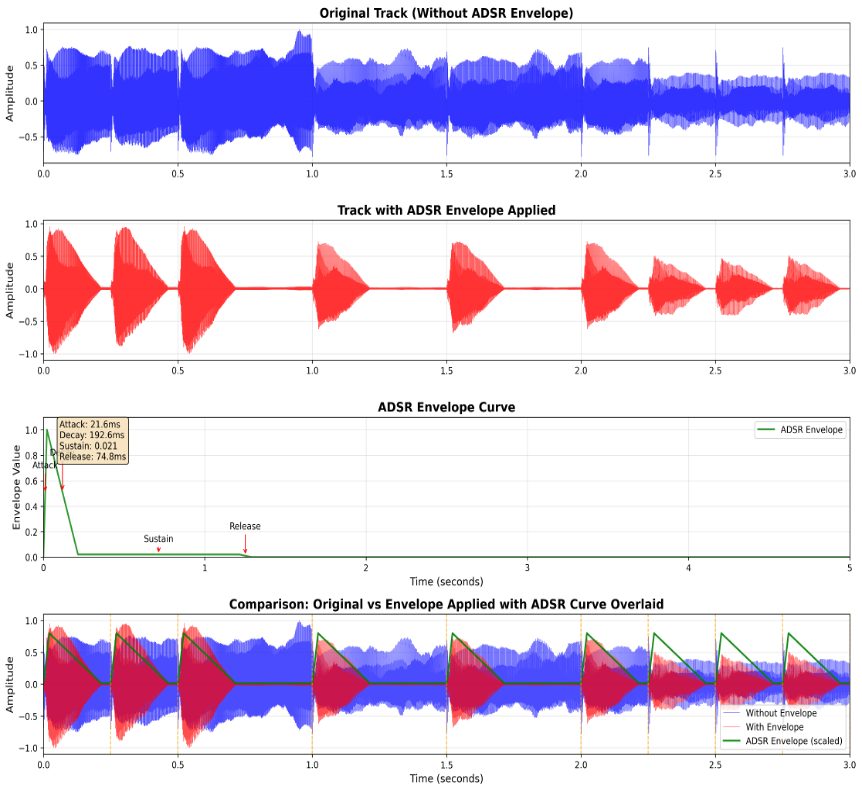 Original Track (Without ADSR Envelope)
1.0
0.5
0.0
−0.5
Amplitude
0.0 0.5 1.0 1.5 2.0 2.5 3.0
Track with ADSR Envelope Applied
1.0
0.5
0.0
−0.5
−1.0
Amplitude
0.0 0.5 1.0 1.5 2.0 2.5 3.0
ADSR Envelope Curve
1.0
0.8
0.6
0.4
0.2
0.0
Envelope Value
Attack: 21.6ms
Decay: 192.6ms
Sustain: 0.021
Release: 74.8ms
Attack
Sustain
Release
ADSR Envelope
0 1 2 3 4 5
Time (seconds)
Comparison: Original vs Envelope Applied with ADSR Curve Overlaid
1.0
0.5
0.0
−0.5
−1.0
Amplitude
Without Envelope
With Envelope
ADSR Envelope (scaled)
0.0 0.5 1.0 1.5 2.0 2.5 3.0
Time (seconds)